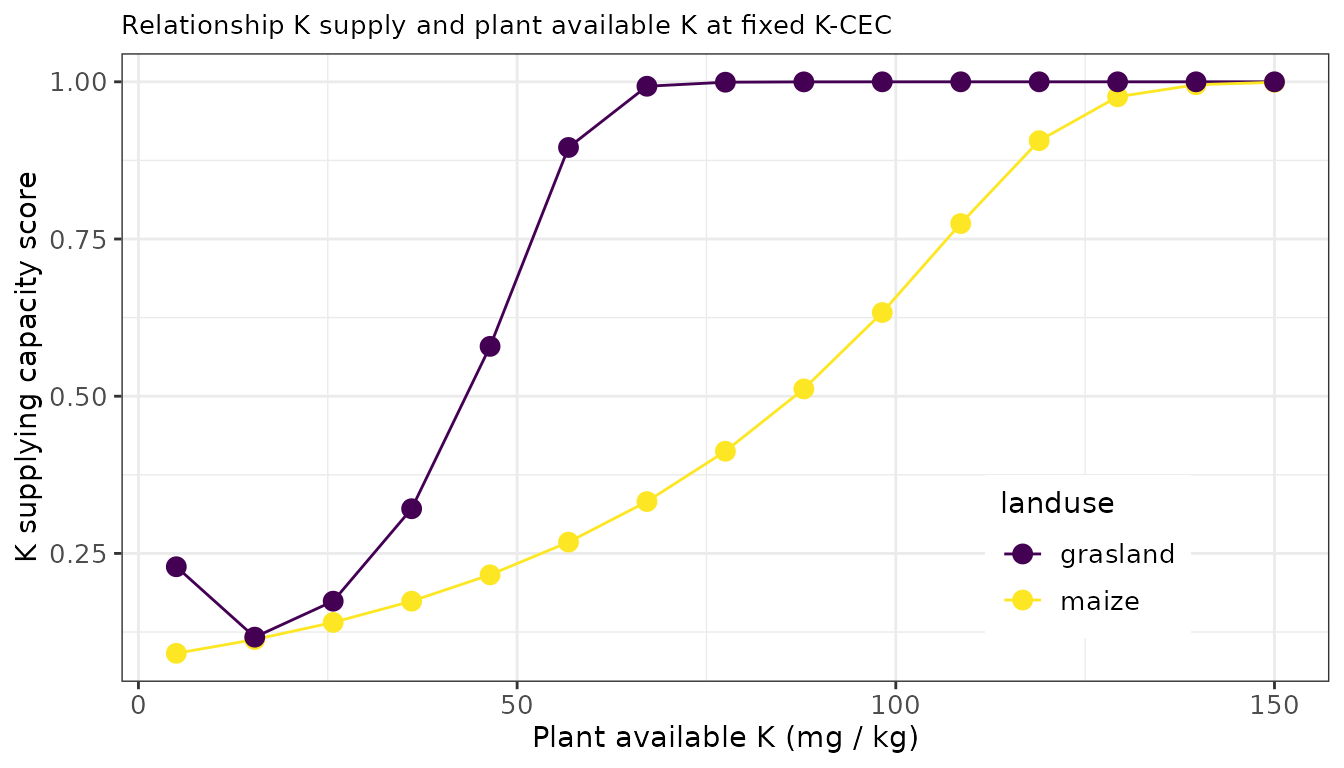 Relationship K supply and plant available K at fixed K-CEC
K supplying capacity score
1.00
0.75
0.50
0.25
landuse
grasland
maize
0 50 100 150
Plant available K (mg / kg)